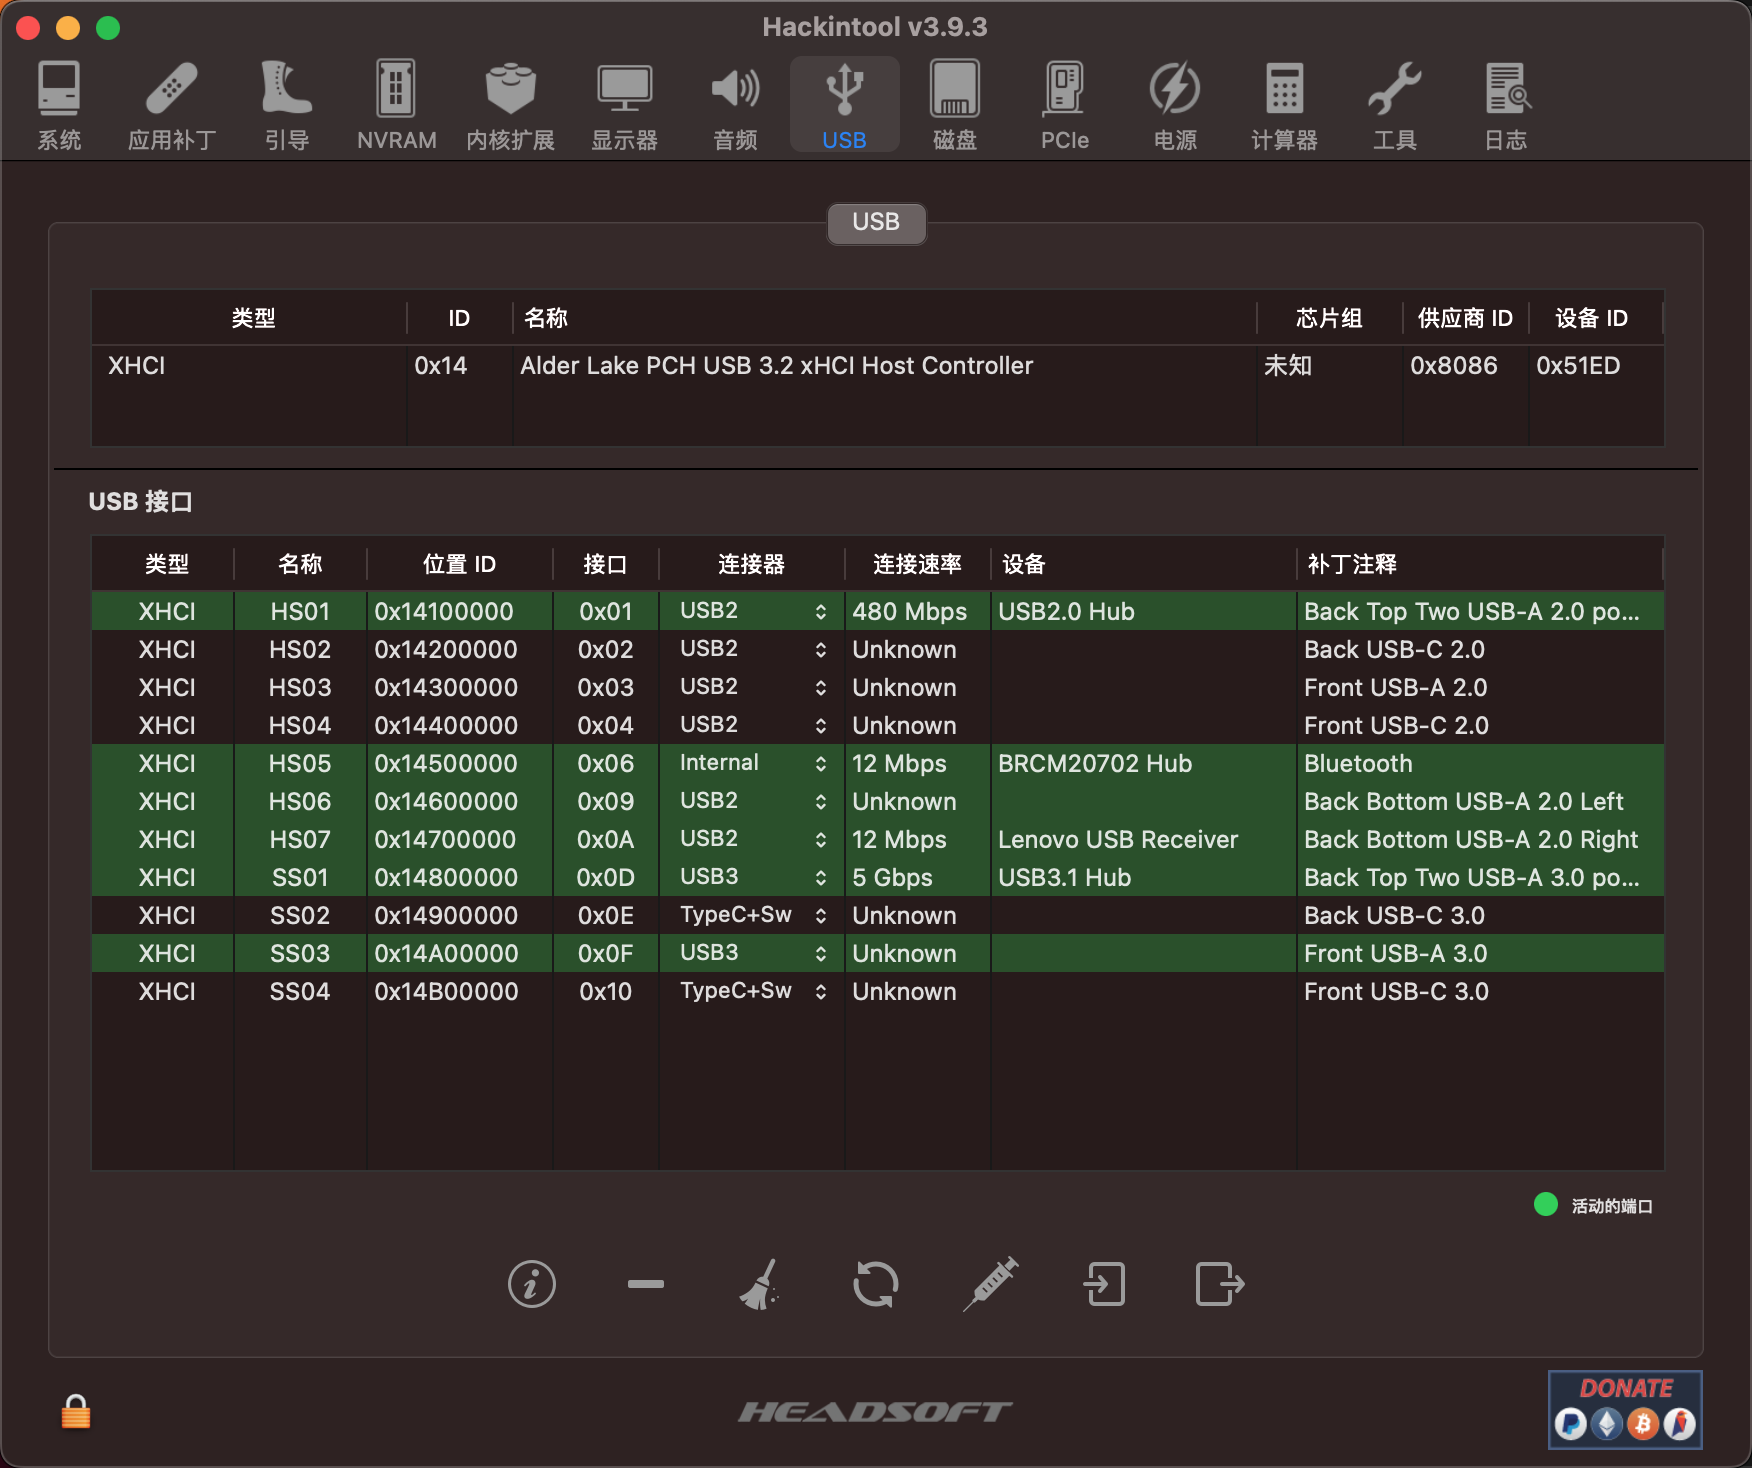 Hackintool v3.9.3
系统 应用补丁 引导 NVRAM 内核扩展 显示器 音频 USB 磁盘 PCIe 电源 计算器 工具 日志
USB
类型 ID 名称 芯片组 供应商 ID 设备 ID
XHCI 0x14 Alder Lake PCH USB 3.2 xHCI Host Controller 未知 0x8086 0x51ED
USB 接口
类型 名称 位置 ID 接口 连接器 连接速率 设备 补丁注释
XHCI HS01 0x14100000 0x01 USB2 480 Mbps USB2.0 Hub Back Top Two USB-A 2.0 po...
XHCI HS02 0x14200000 0x02 USB2 Unknown Back USB-C 2.0
XHCI HS03 0x14300000 0x03 USB2 Unknown Front USB-A 2.0
XHCI HS04 0x14400000 0x04 USB2 Unknown Front USB-C 2.0
XHCI HS05 0x14500000 0x06 Internal 12 Mbps BRCM20702 Hub Bluetooth
XHCI HS06 0x14600000 0x09 USB2 Unknown Back Bottom USB-A 2.0 Left
XHCI HS07 0x14700000 0x0A USB2 12 Mbps Lenovo USB Receiver Back Bottom USB-A 2.0 Right
XHCI SS01 0x14800000 0x0D USB3 5 Gbps USB3.1 Hub Back Top Two USB-A 3.0 po...
XHCI SS02 0x14900000 0x0E TypeC+Sw Unknown Back USB-C 3.0
XHCI SS03 0x14A00000 0x0F USB3 Unknown Front USB-A 3.0
XHCI SS04 0x14B00000 0x10 TypeC+Sw Unknown Front USB-C 3.0
活动的端口
HEADSOFT
DONATE